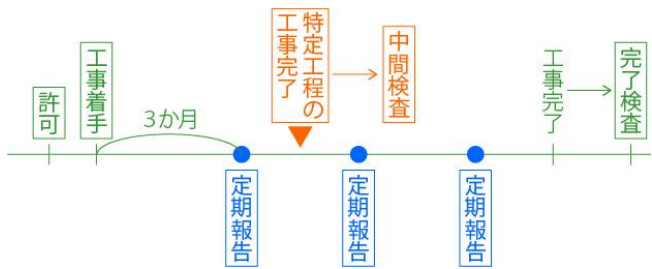 許可
工事着手
3か月
定期報告
特定工程の
工事完了
中間検査
定期報告
定期報告
工事完了
完了検査